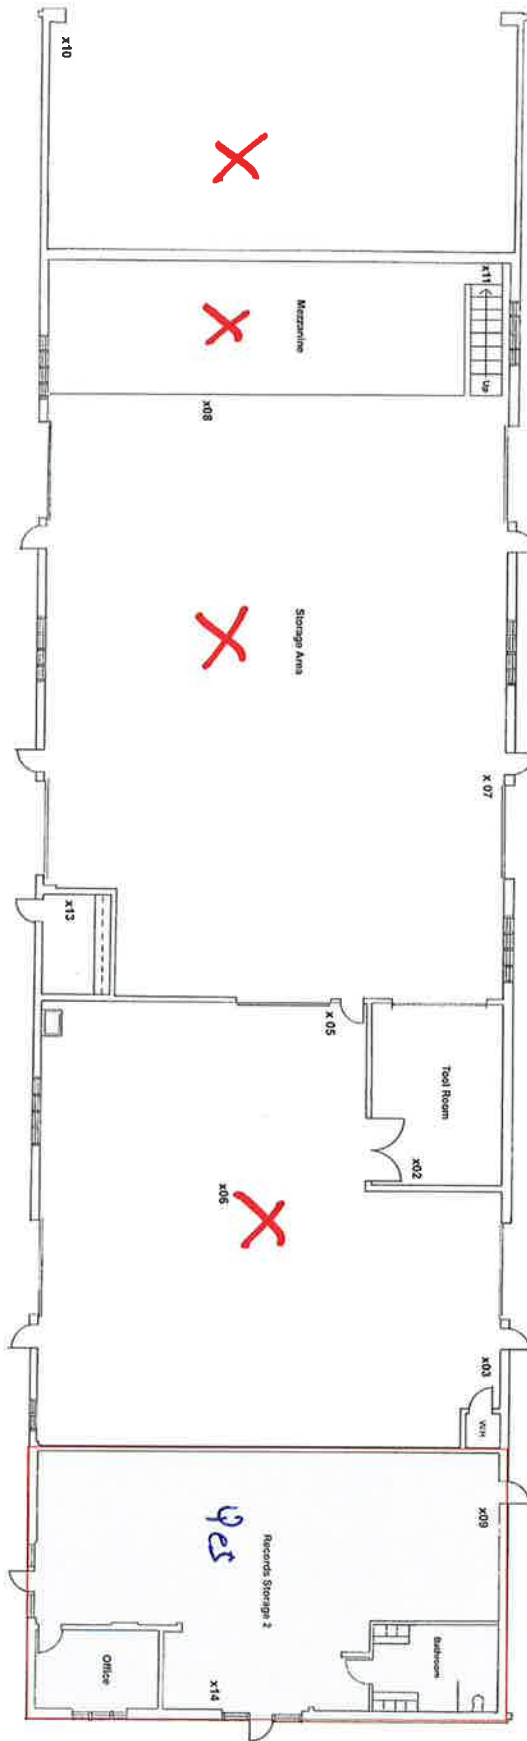 x10
x11
Up
Mezzanine
x08
Storage Area
x 07
x13
x 05
Tool Room
x02
x06
x03
W.H
x09
Yes
Records Storage 2
Bathroom
Office
x14